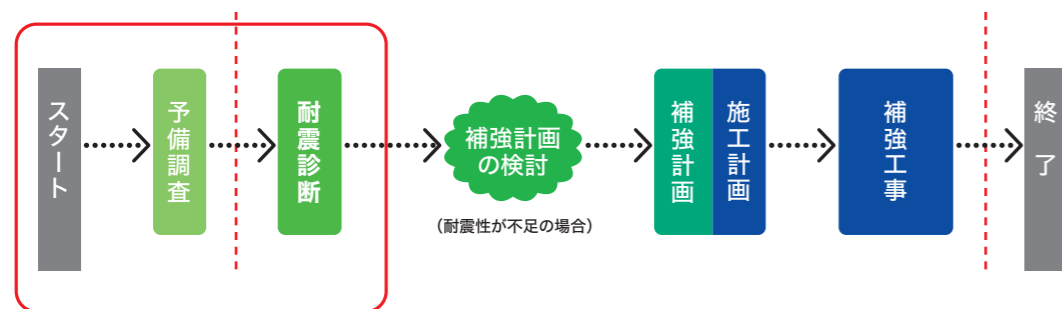 スタート
予備調査
耐震診断
補強計画
の検討
（耐震性が不足の場合）
補強計画
施工計画
補強工事
終了